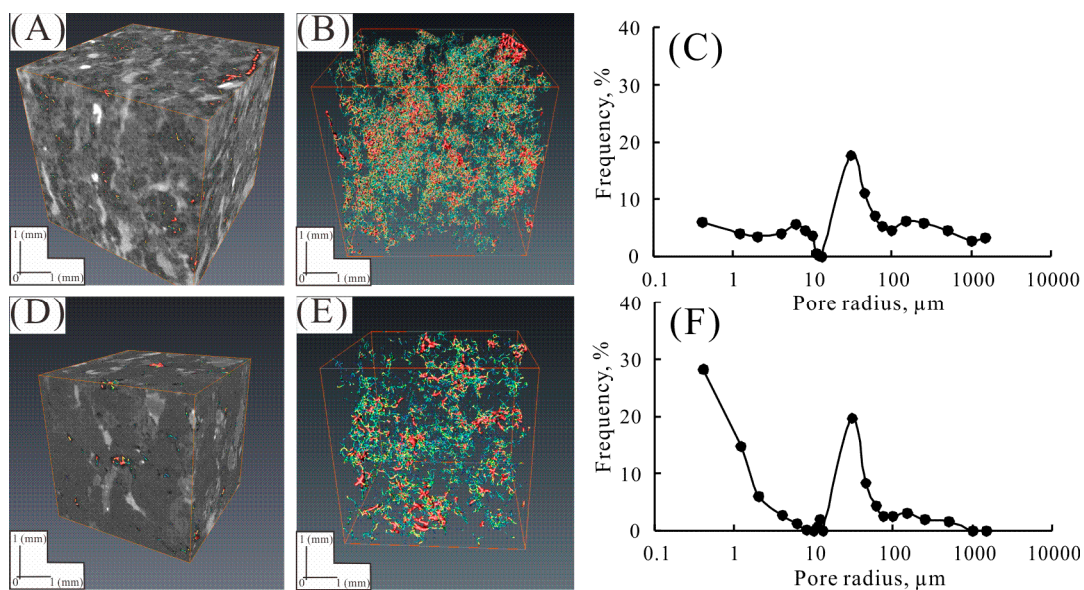 (A)
1 (mm)
0
1 (mm)
(B)
1 (mm)
0
1 (mm)
(C)
Frequency, %
40
30
20
10
0
0.1
1
10
100
1000
10000
Pore radius, µm
(D)
1 (mm)
0
1 (mm)
(E)
1 (mm)
0
1 (mm)
(F)
Frequency, %
40
30
20
10
0
0.1
1
10
100
1000
10000
Pore radius, µm